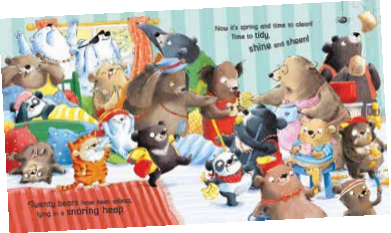 Twenty bears have been asleep,
lying in a snoring heap.
Now it's spring and time to clean!
Time to tidy,
shine and sheen!